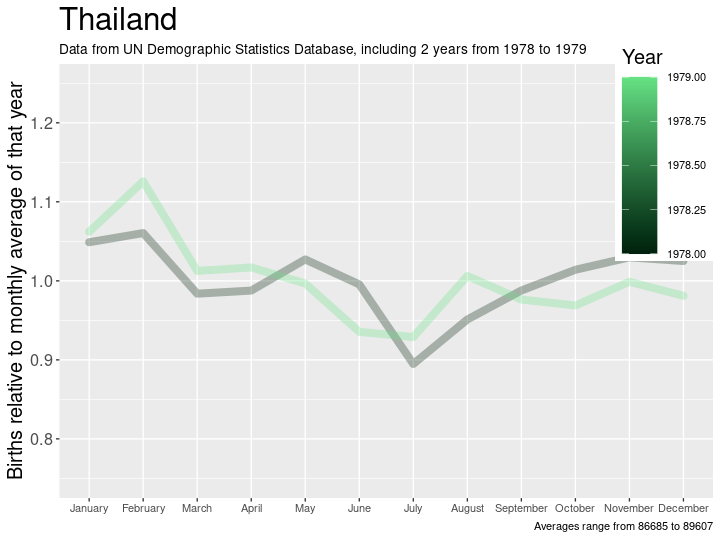 Thailand
Data from UN Demographic Statistics Database, including 2 years from 1978 to 1979
Year
1979.00
1978.75
1978.50
1978.25
1978.00
Births relative to monthly average of that year
1.2
1.1
1.0
0.9
0.8
January February March April May June July August September October November December
Averages range from 86685 to 89607